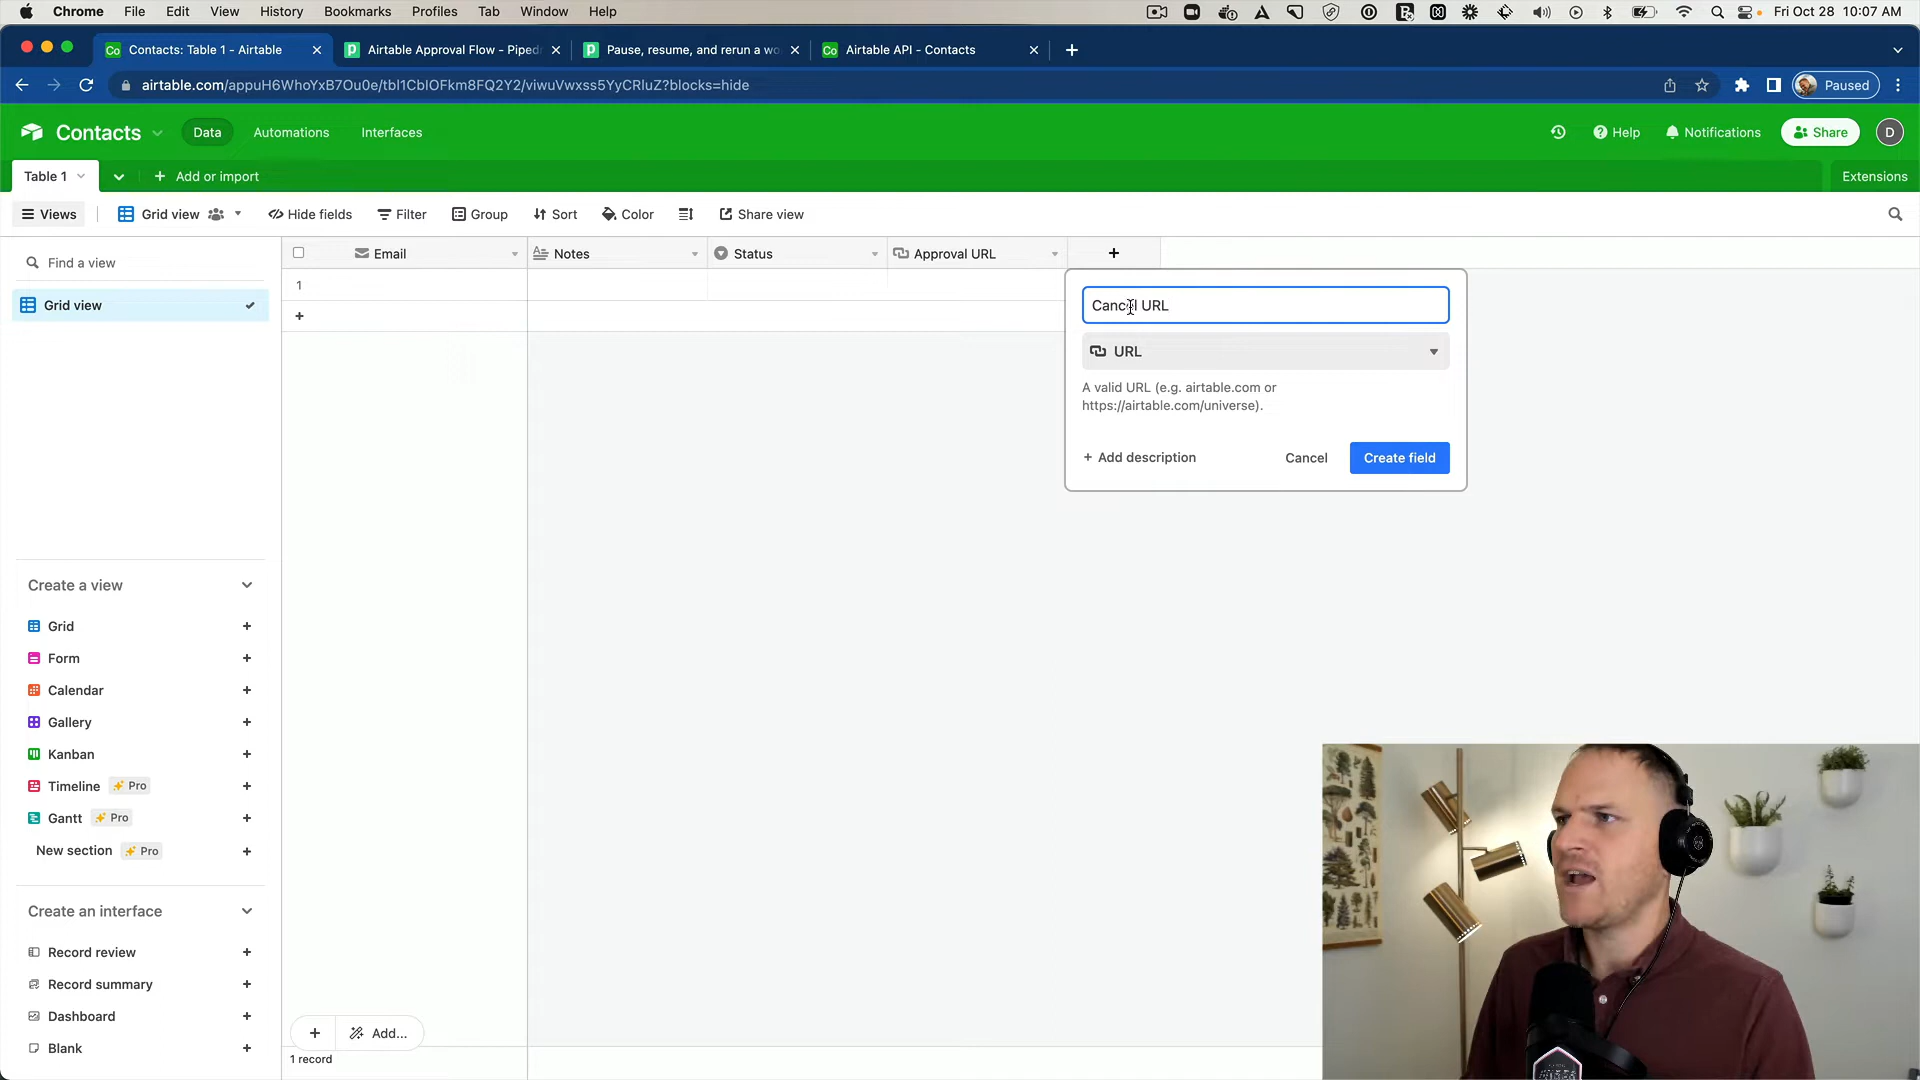 Chrome File Edit View History Bookmarks Profiles Tab Window Help Fri Oct 28 10:07 AM
Contacts: Table 1 - Airtable Airtable Approval Flow - Piped Pause, resume, and rerun a wo Airtable API - Contacts
airtable.com/appuH6WhoYxB7Ou0e/tbl1CbIOFkm8FQ2Y2/viwuVwxss5YyCRluZ?blocks=hide Paused
Contacts Data Automations Interfaces Help Notifications Share D
Table 1 Add or import Extensions
Views Grid view Hide fields Filter Group Sort Color Share view
Find a view
Email Notes Status Approval URL
1
Grid view
Cancel URL
URL
A valid URL (e.g. airtable.com or
https://airtable.com/universe).
+ Add description Cancel Create field
Create a view
Grid
Form
Calendar
Gallery
Kanban
Timeline Pro
Gantt Pro
New section Pro
Create an interface
Record review
Record summary
Dashboard
Blank
Add...
1 record